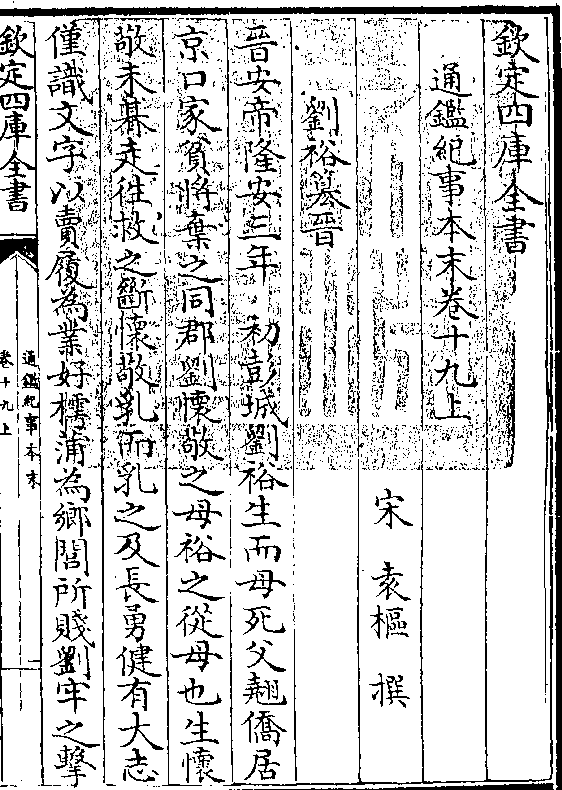 欽定四庫全書
通鑑紀事本末卷十九上
宋 袁樞 撰
劉裕篡晉
晉安帝隆安三年初彭城劉裕生而母死父翹僑居
京口家貧將棄之同郡劉懷敬之母裕之從母也生懷
敬未朞走往救之斷懷敬乳而乳之及長勇健有大志
僅識文字以賣履為業好樗蒲為鄉閭所賤劉牢之擊
欽定四庫全書
通鑑紀事本末
卷十九上
一